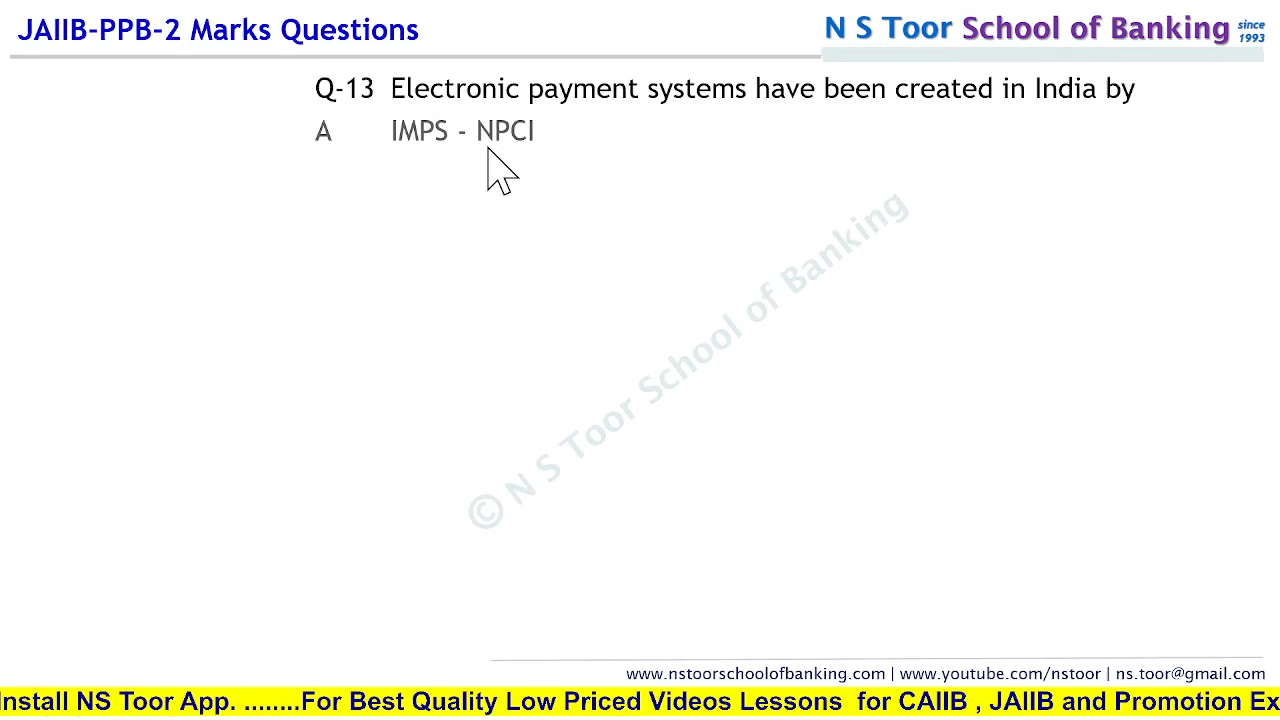 JAIIB-PPB-2 Marks Questions
N S Toor School of Banking since 1993
Q-13 Electronic payment systems have been created in India by
A IMPS - NPCI
© N S Toor School of Banking
www.nstoorschoolofbanking.com | www.youtube.com/nstoor | ns.toor@gmail.com
Install NS Toor App. ........For Best Quality Low Priced Videos Lessons for CAIIB , JAIIB and Promotion Ex